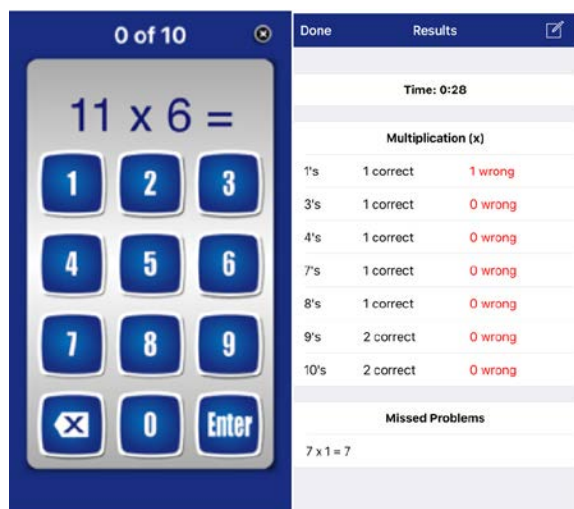 0 of 10
11 x 6 =
1 2 3
4 5 6
7 8 9
X 0 Enter
Done Results
Time: 0:28
Multiplication (x)
1's 1 correct 1 wrong
3's 1 correct 0 wrong
4's 1 correct 0 wrong
7's 1 correct 0 wrong
8's 1 correct 0 wrong
9's 2 correct 0 wrong
10's 2 correct 0 wrong
Missed Problems
7 x 1 = 7